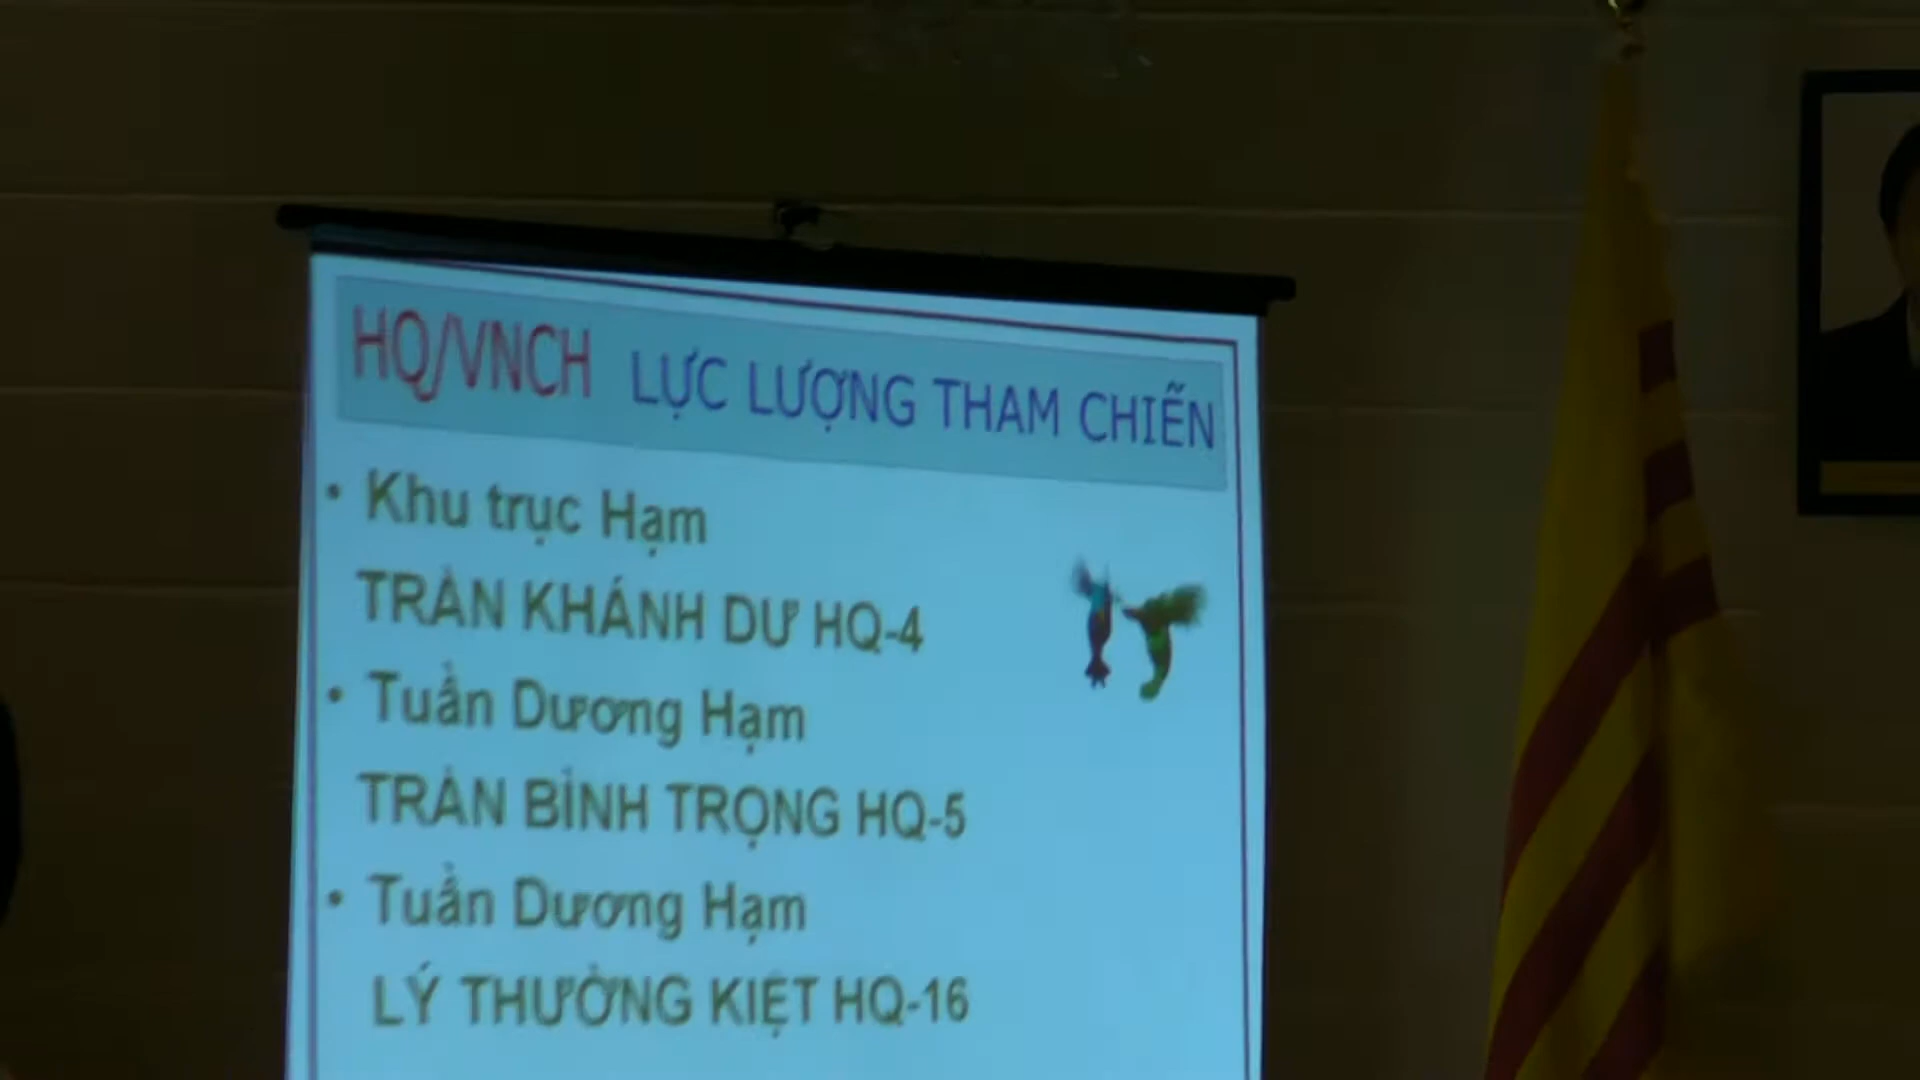 HQ/VNCH LỰC LƯỢNG THAM CHIẾN
• Khu trục Hạm
TRẦN KHÁNH DƯ HQ-4
• Tuần Dương Hạm
TRẦN BÌNH TRỌNG HQ-5
• Tuần Dương Hạm
LÝ THƯỜNG KIỆT HQ-16